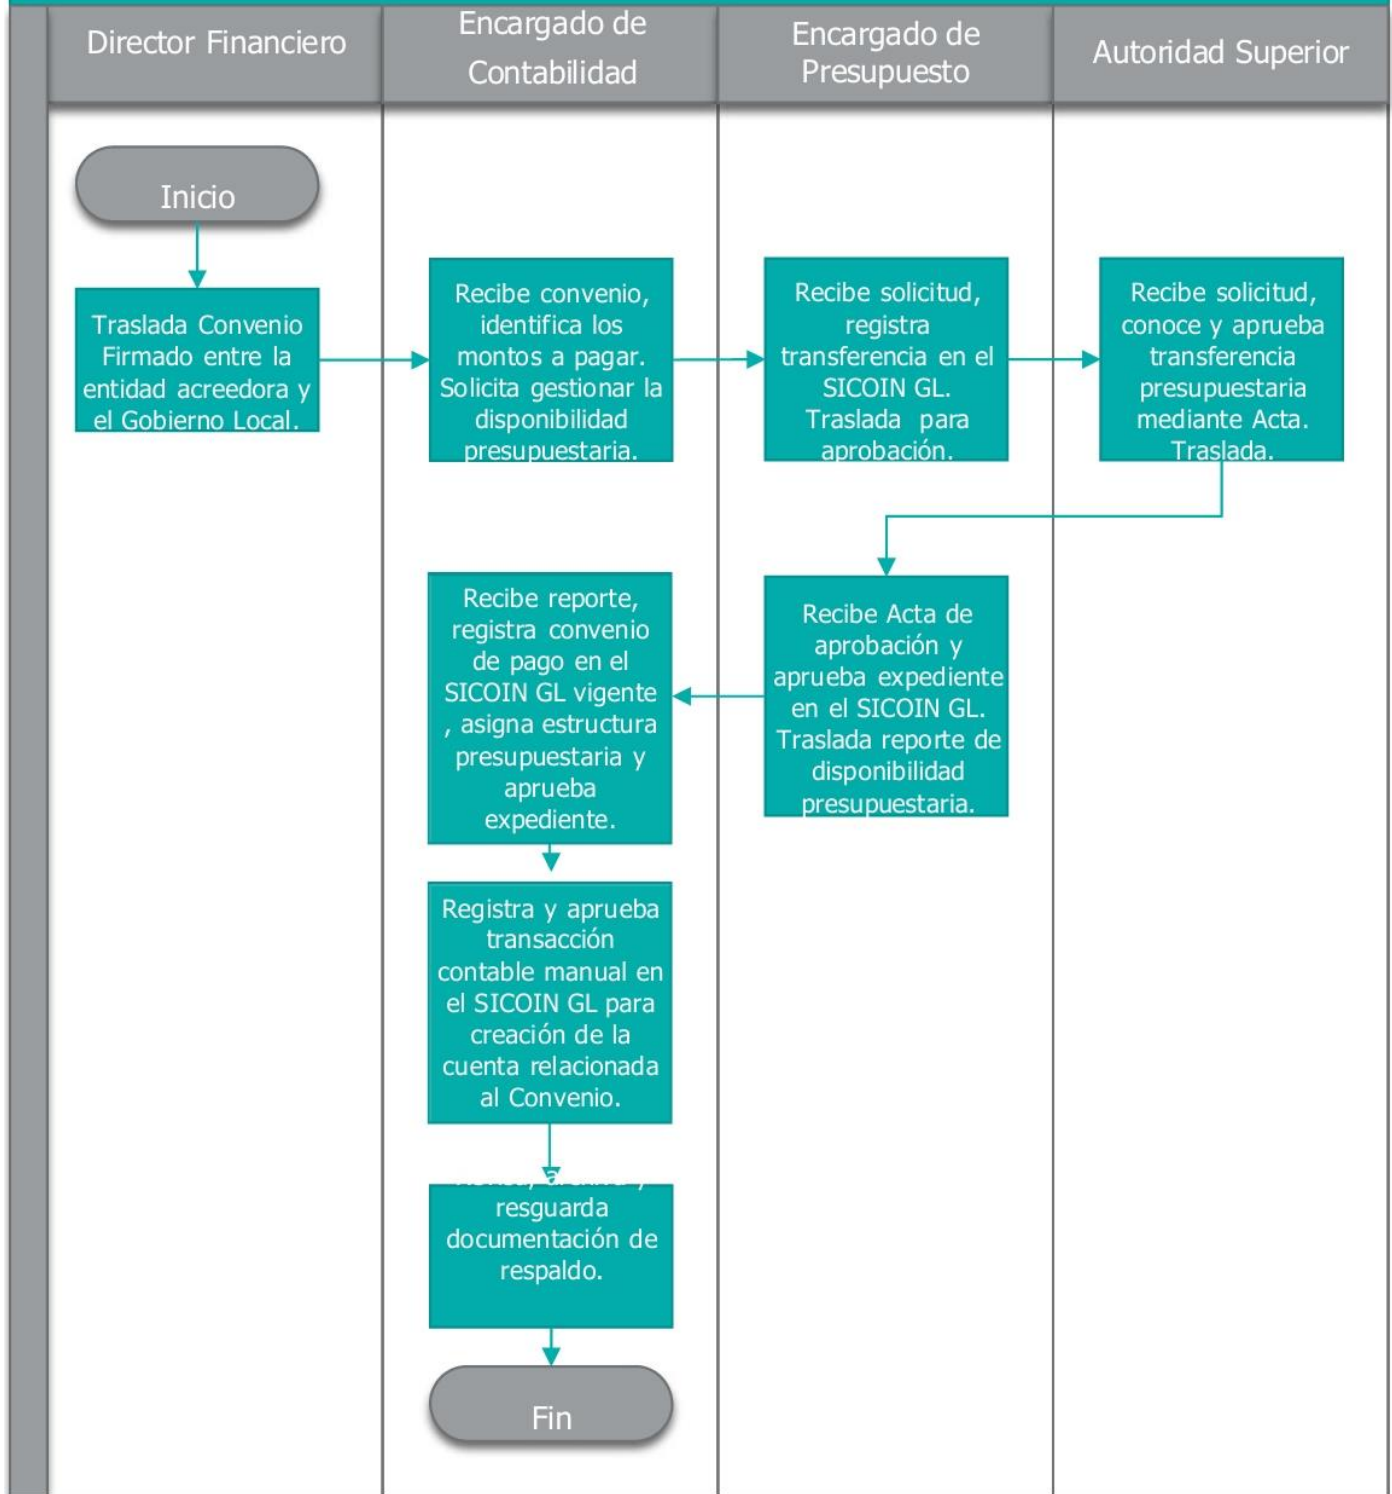 Director Financiero
Encargado de
Contabilidad
Encargado de
Presupuesto
Autoridad Superior
Inicio
Traslada Convenio
Firmado entre la
entidad acreedora y
el Gobierno Local.
Recibe convenio,
identifica los
montos a pagar.
Solicita gestionar la
disponibilidad
presupuestaria.
Recibe solicitud,
registra
transferencia en el
SICOIN GL.
Traslada para
aprobación.
Recibe solicitud,
conoce y aprueba
transferencia
presupuestaria
mediante Acta.
Traslada.
Recibe Acta de
aprobación y
aprueba expediente
en el SICOIN GL.
Traslada reporte de
disponibilidad
presupuestaria.
Recibe reporte,
registra convenio
de pago en el
SICOIN GL vigente
, asigna estructura
presupuestaria y
aprueba
expediente.
Registra y aprueba
transacción
contable manual en
el SICOIN GL para
creación de la
cuenta relacionada
al Convenio.
resguarda
documentación de
respaldo.
Fin